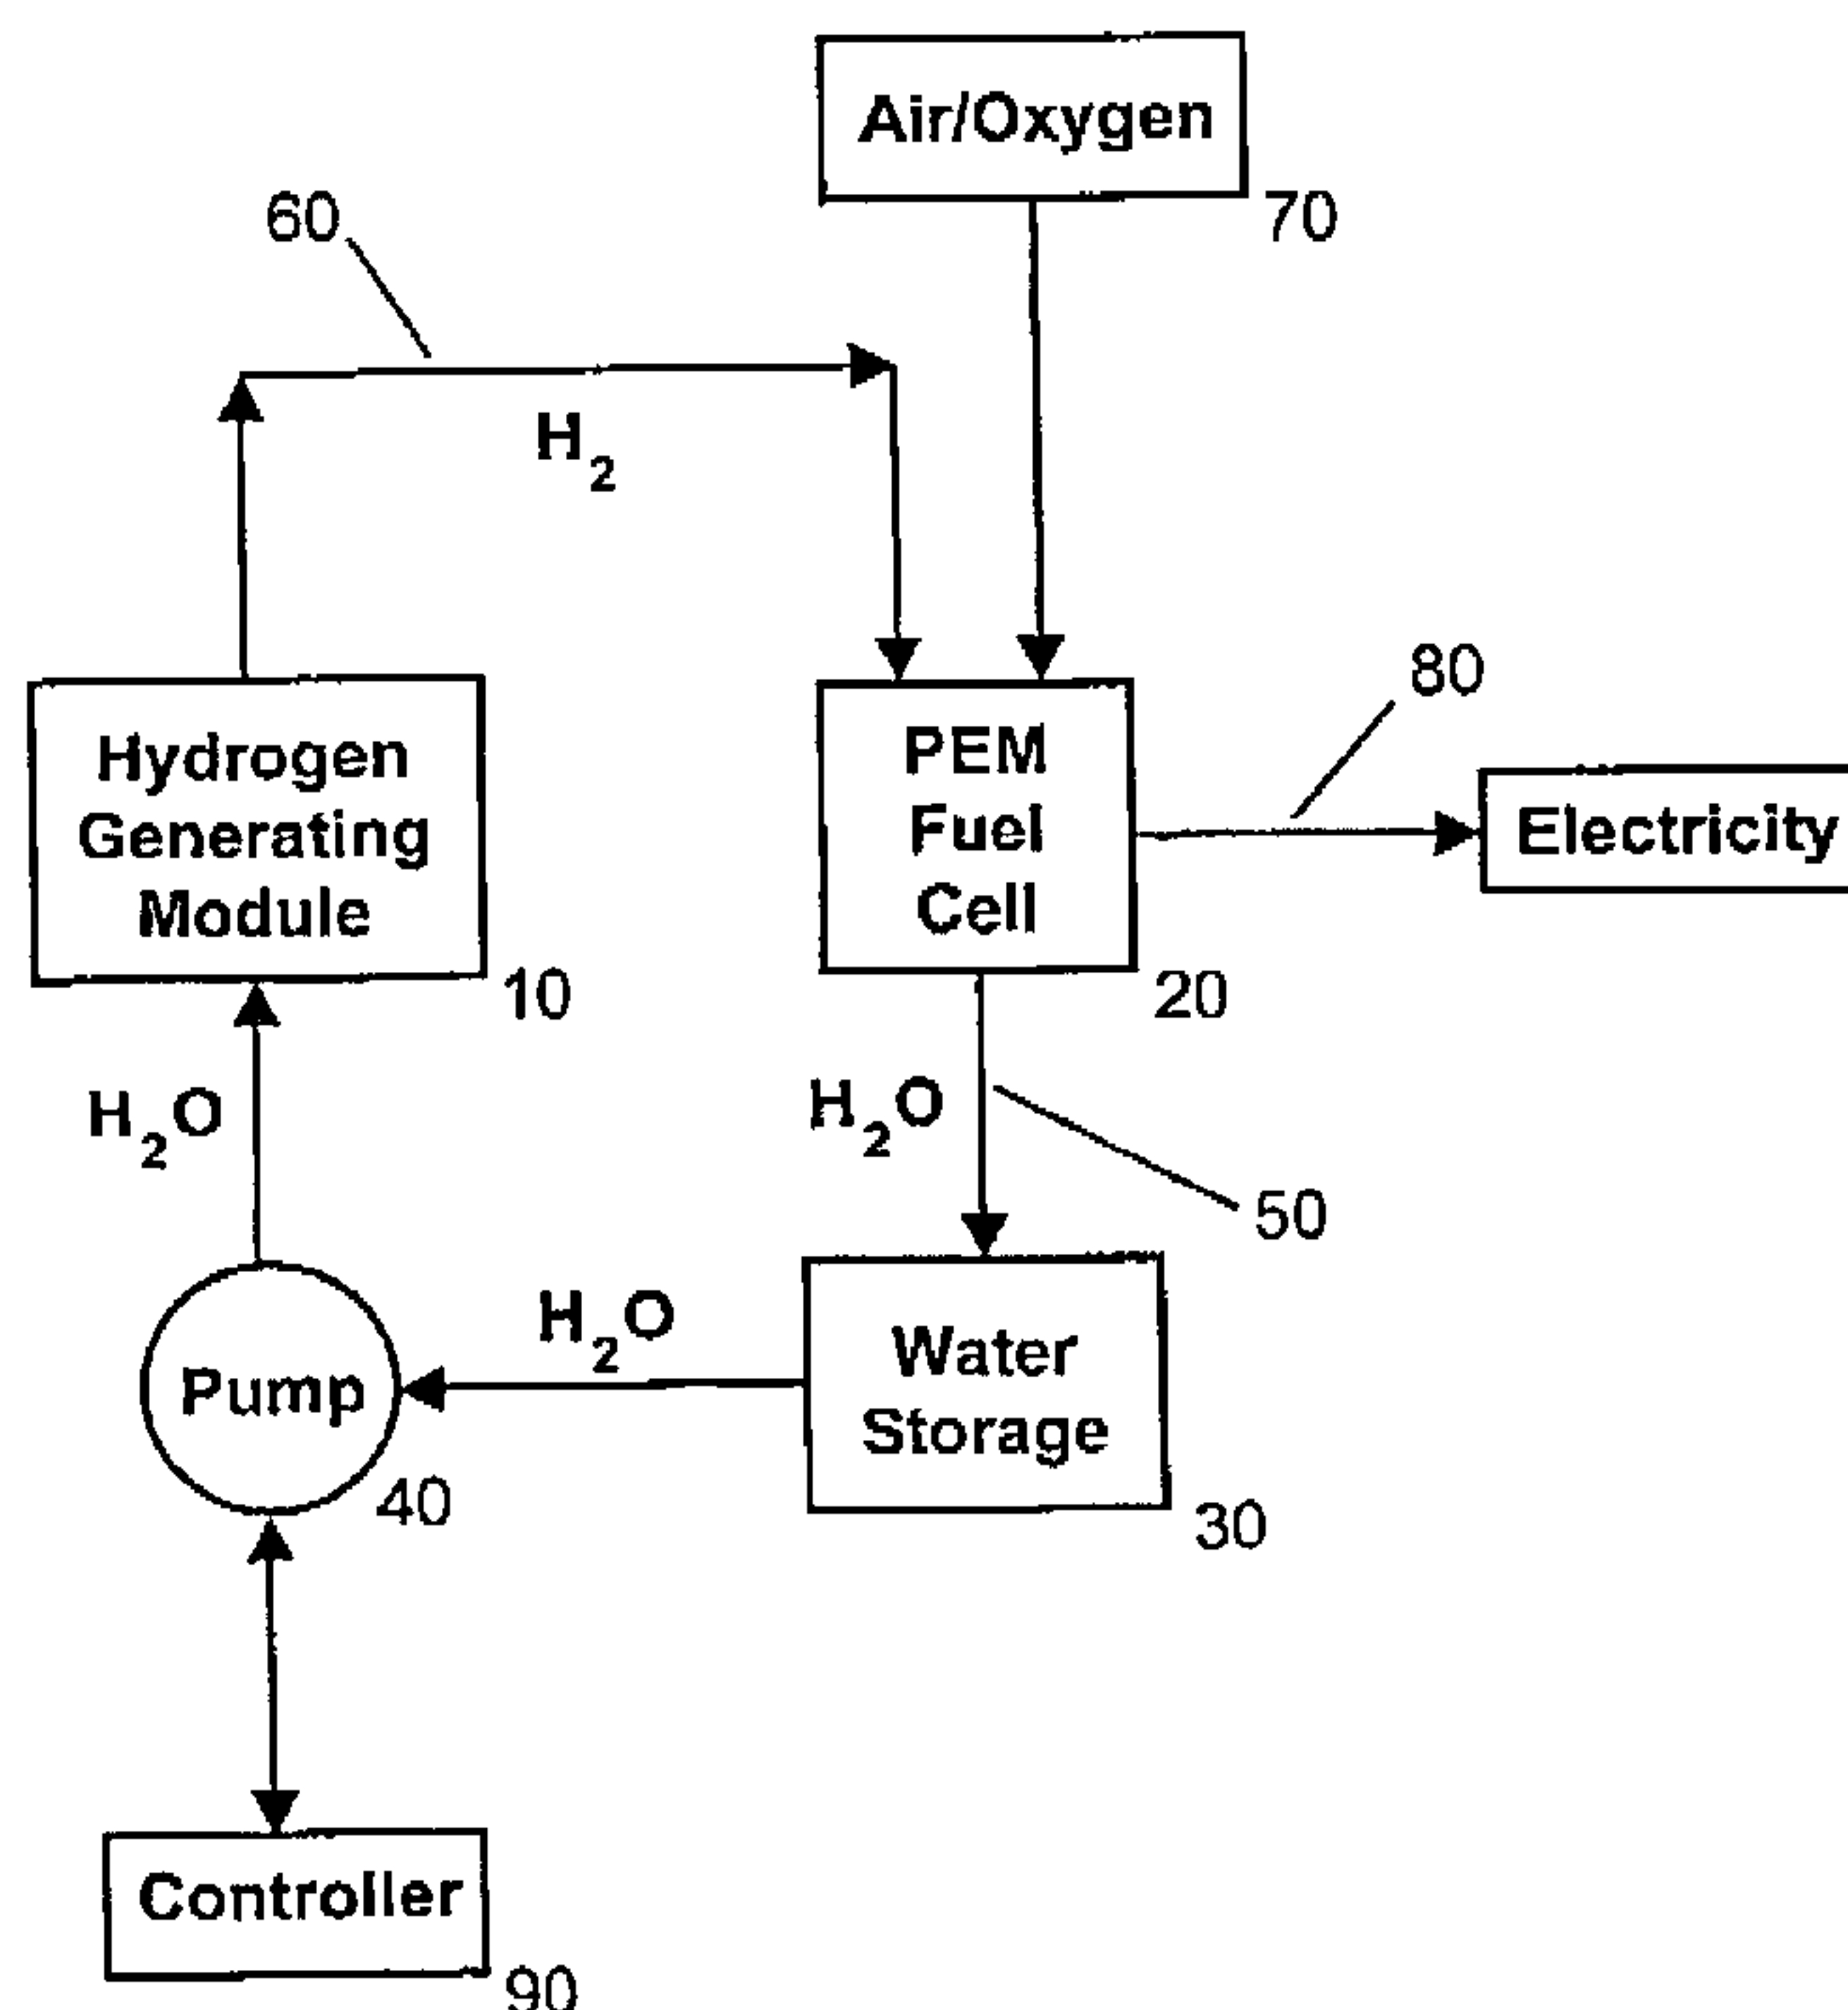 Air/Oxygen
70
60
H2
Hydrogen
Generating
Module
10
PEM
Fuel
Cell
20
80
Electricity
H2O
H2O
50
H2O
Pump
40
Water
Storage
30
Controller
90